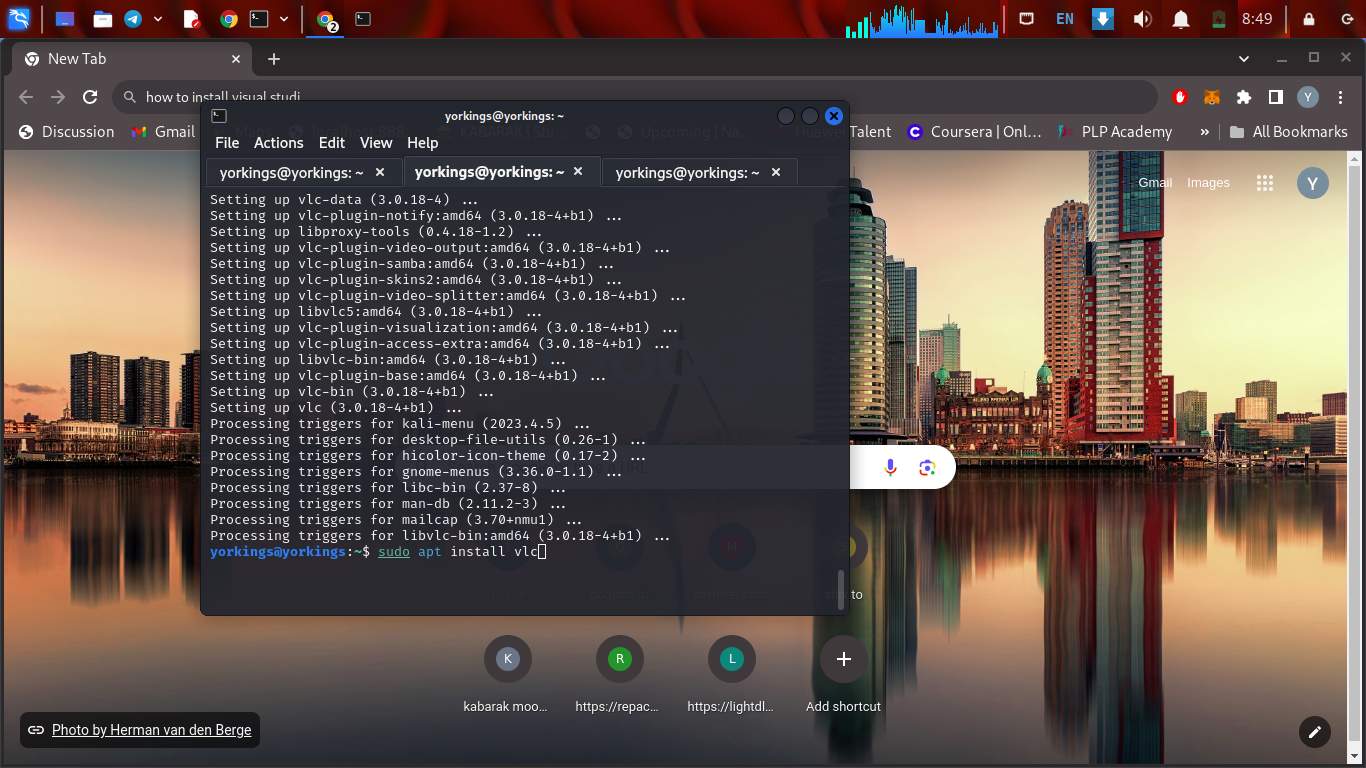 2
EN
8:49
New Tab
how to install visual studi
Y
Discussion
Gmail
Talent
Coursera | Onl...
PLP Academy
»
All Bookmarks
yorkings@yorkings: ~
File Actions Edit View Help
yorkings@yorkings: ~
yorkings@yorkings: ~
yorkings@yorkings: ~
Gmail Images
Y
Setting up vlc-data (3.0.18-4) ...
Setting up vlc-plugin-notify:amd64 (3.0.18-4+b1) ...
Setting up libproxy-tools (0.4.18-1.2) ...
Setting up vlc-plugin-video-output:amd64 (3.0.18-4+b1) ...
Setting up vlc-plugin-samba:amd64 (3.0.18-4+b1) ...
Setting up vlc-plugin-skins2:amd64 (3.0.18-4+b1) ...
Setting up vlc-plugin-video-splitter:amd64 (3.0.18-4+b1) ...
Setting up libvlc5:amd64 (3.0.18-4+b1) ...
Setting up vlc-plugin-visualization:amd64 (3.0.18-4+b1) ...
Setting up vlc-plugin-access-extra:amd64 (3.0.18-4+b1) ...
Setting up libvlc-bin:amd64 (3.0.18-4+b1) ...
Setting up vlc-plugin-base:amd64 (3.0.18-4+b1) ...
Setting up vlc-bin (3.0.18-4+b1) ...
Setting up vlc (3.0.18-4+b1) ...
Processing triggers for kali-menu (2023.4.5) ...
Processing triggers for desktop-file-utils (0.26-1) ...
Processing triggers for hicolor-icon-theme (0.17-2) ...
Processing triggers for gnome-menus (3.36.0-1.1) ...
Processing triggers for libc-bin (2.37-8) ...
Processing triggers for man-db (2.11.2-3) ...
Processing triggers for mailcap (3.70+nmu1) ...
Processing triggers for libvlc-bin:amd64 (3.0.18-4+b1) ...
yorkings@yorkings:~$ sudo apt install vlc
K
R
L
kabarak moo...
https://repac...
https://lightdl...
Add shortcut
Photo by Herman van den Berge